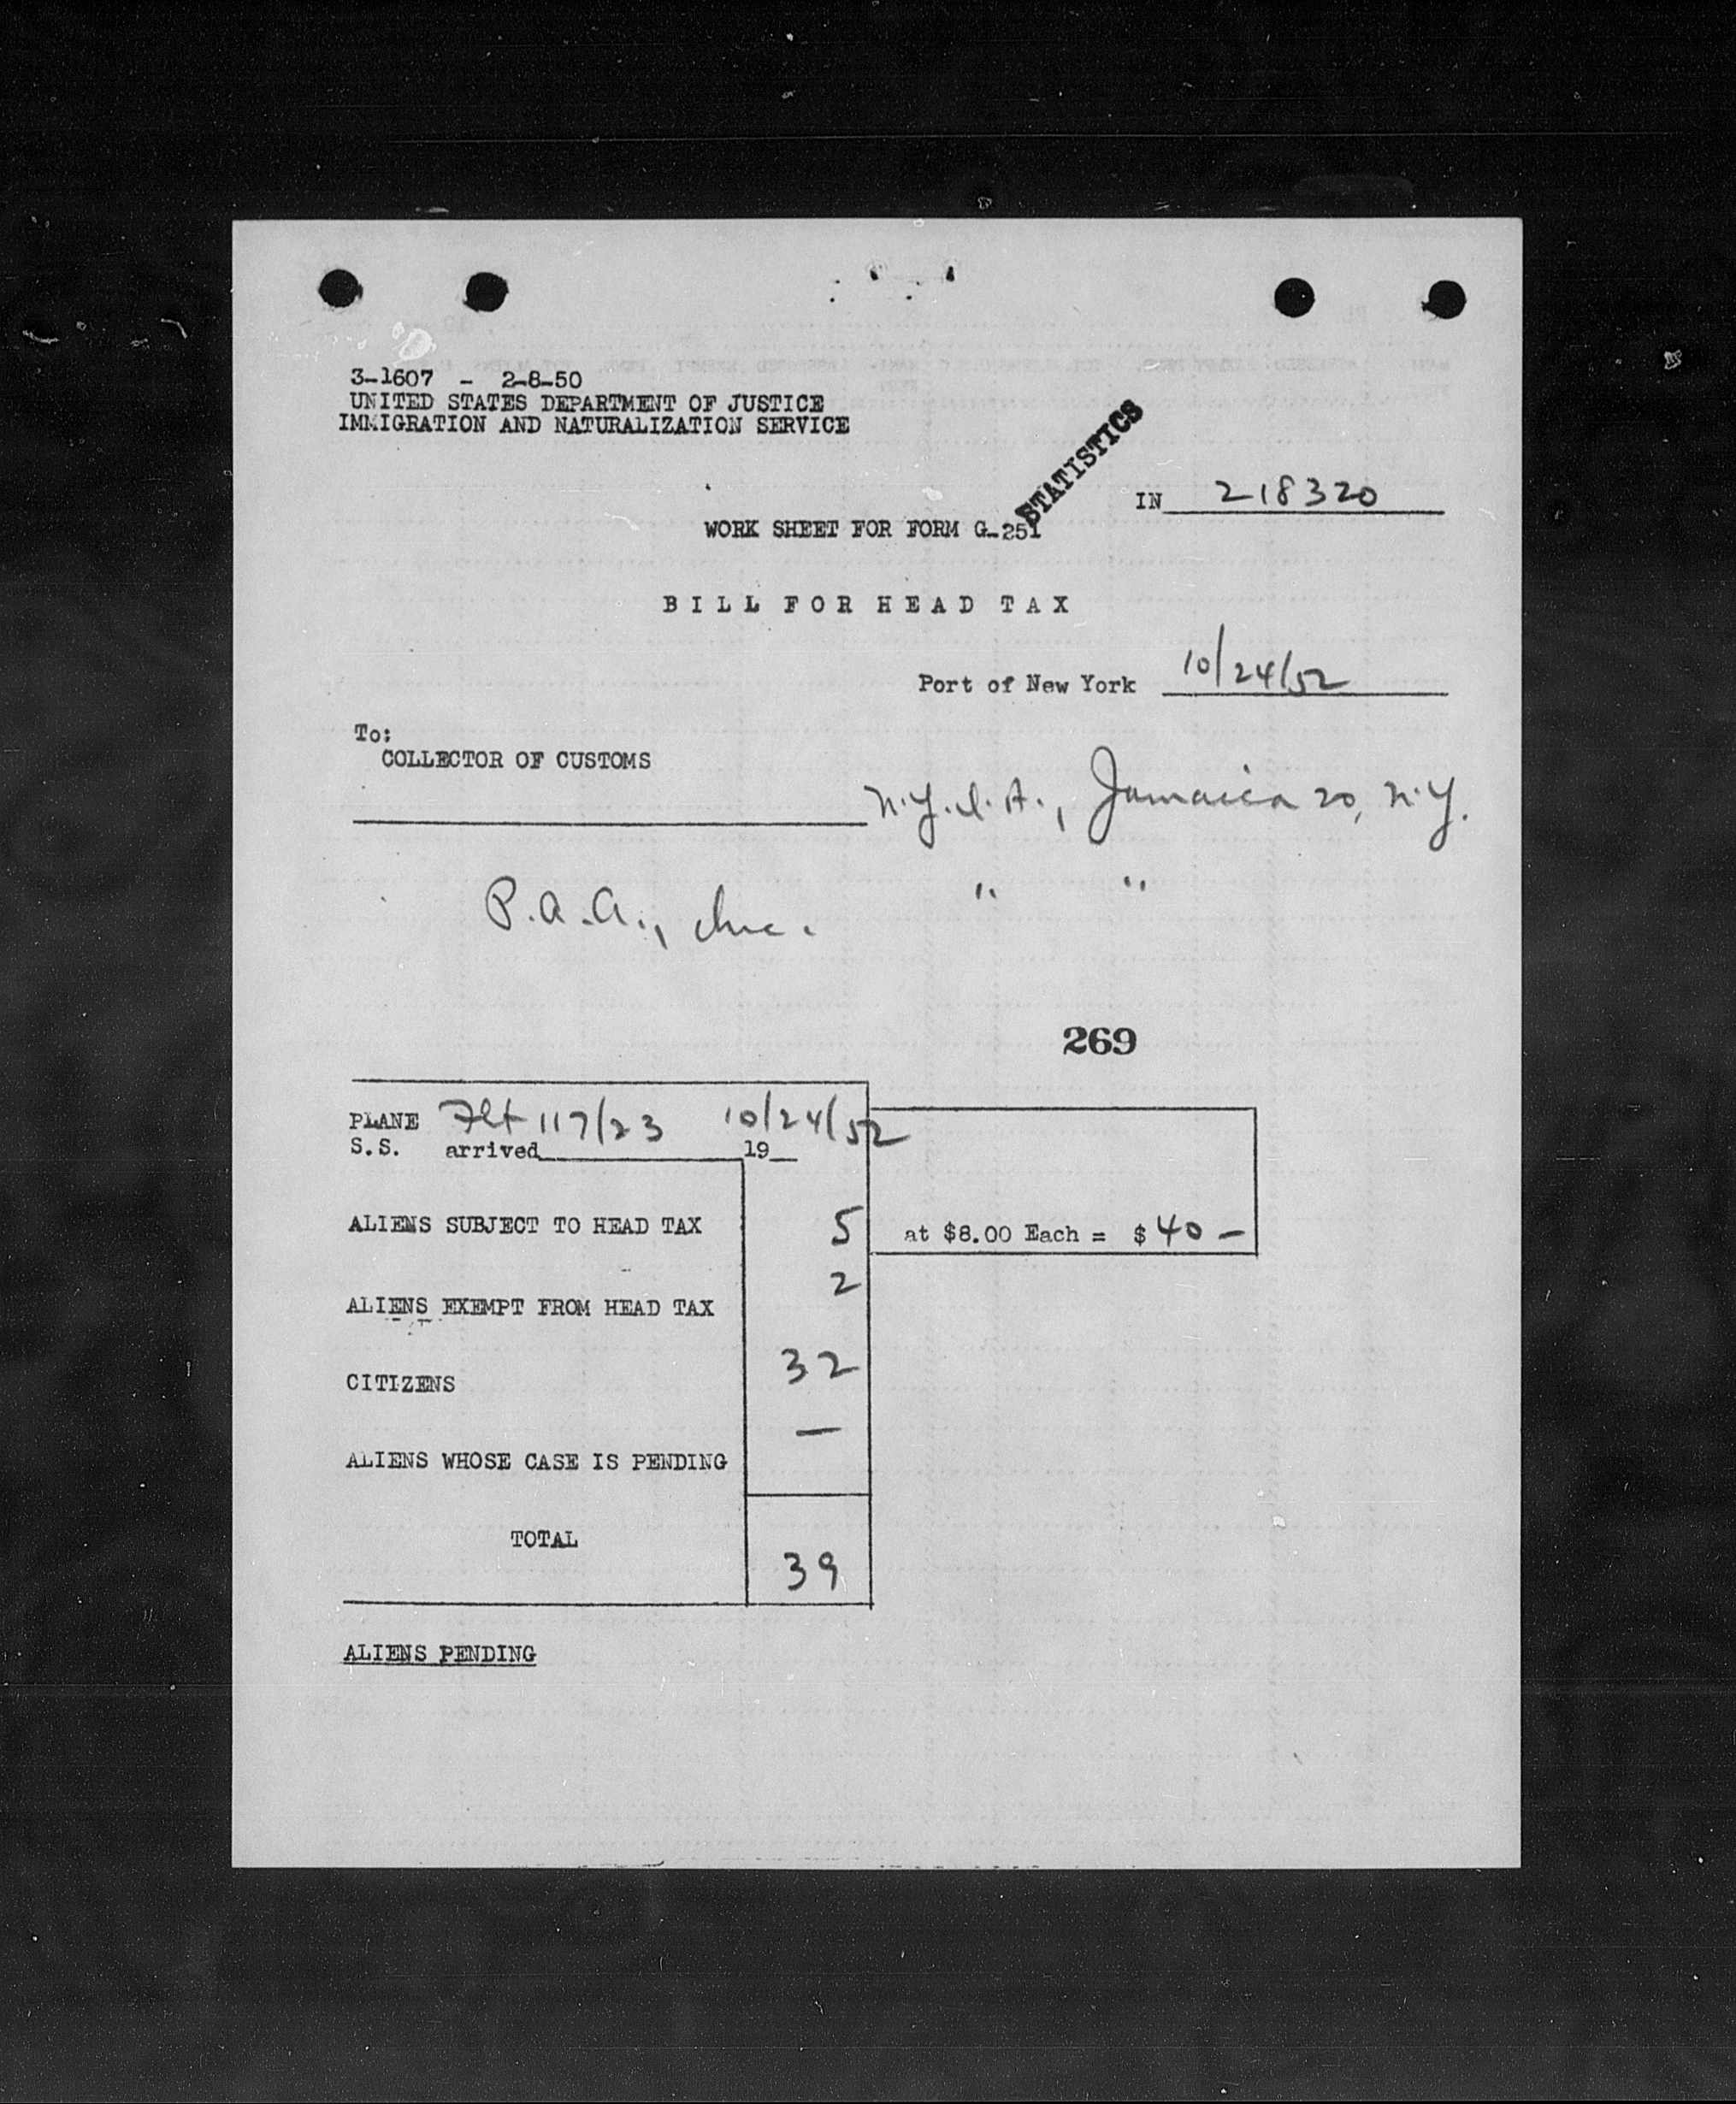 3-1607 - 2-8-50
UNITED STATES DEPARTMENT OF JUSTICE
IMMIGRATION AND NATURALIZATION SERVICE
STATISTICS
IN 218320
WORK SHEET FOR FORM G-251
BILL FOR HEAD TAX
Port of New York 10/24/52
To:
COLLECTOR OF CUSTOMS
N.Y.I.A., Jamaica 20, N.Y.
P.A.A., Inc. " "
269
PLANE Flt 117/23 10/24/52
S.S. arrived 19
ALIENS SUBJECT TO HEAD TAX 5 at $8.00 Each = $ 40 -
ALIENS EXEMPT FROM HEAD TAX 2
CITIZENS 32
ALIENS WHOSE CASE IS PENDING —
TOTAL 39
ALIENS PENDING